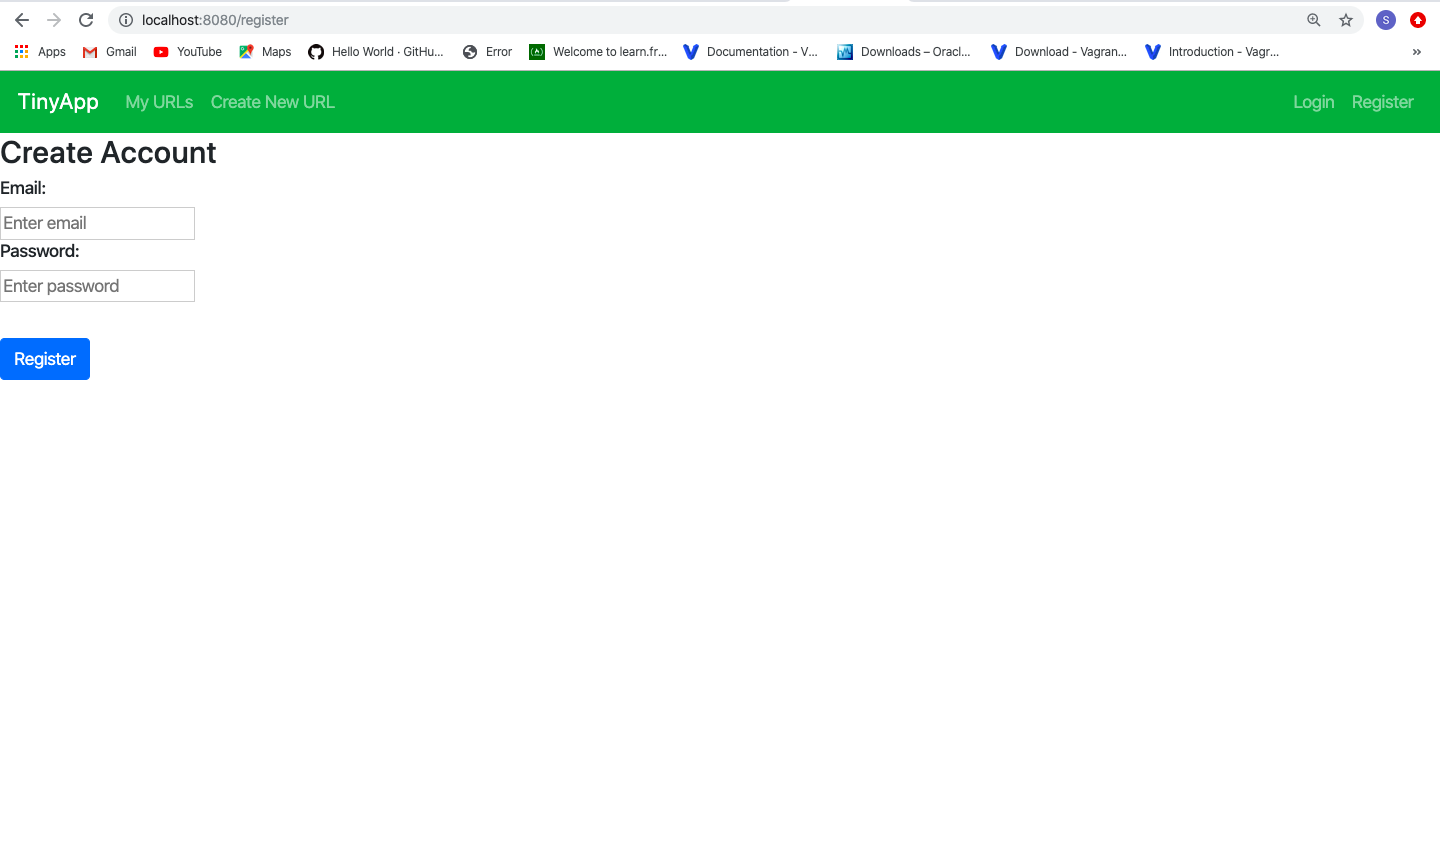 localhost:8080/register
S
Apps Gmail YouTube Maps Hello World · GitHu... Error Welcome to learn.fr... Documentation - V... Downloads – Oracl... Download - Vagran... Introduction - Vagr... »
TinyApp My URLs Create New URL Login Register
Create Account
Email:
Enter email
Password:
Enter password
Register